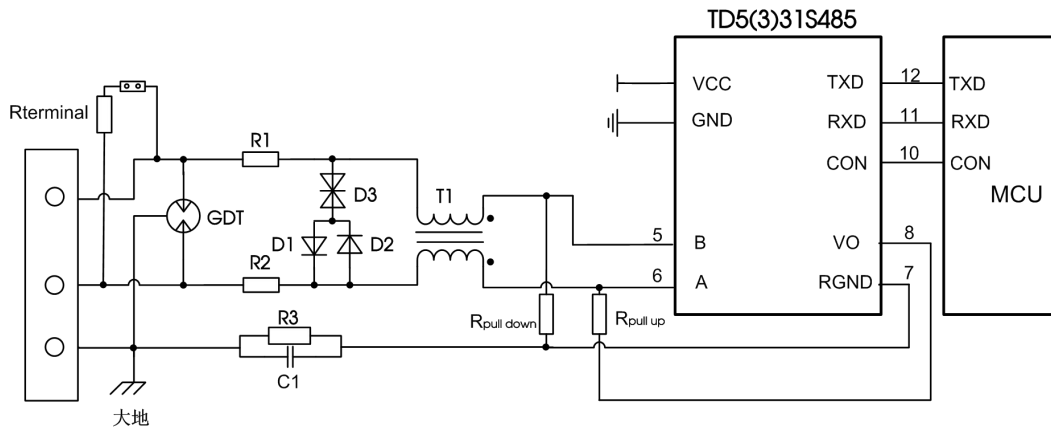 TD5(3)31S485
VCC
GND
TXD
RXD
CON
VO
RGND
B
A
12
11
10
8
7
5
6
TXD
RXD
CON
MCU
Rterminal
R1
GDT
D3
D1
D2
T1
R2
R3
C1
Rpull down
Rpull up
大地